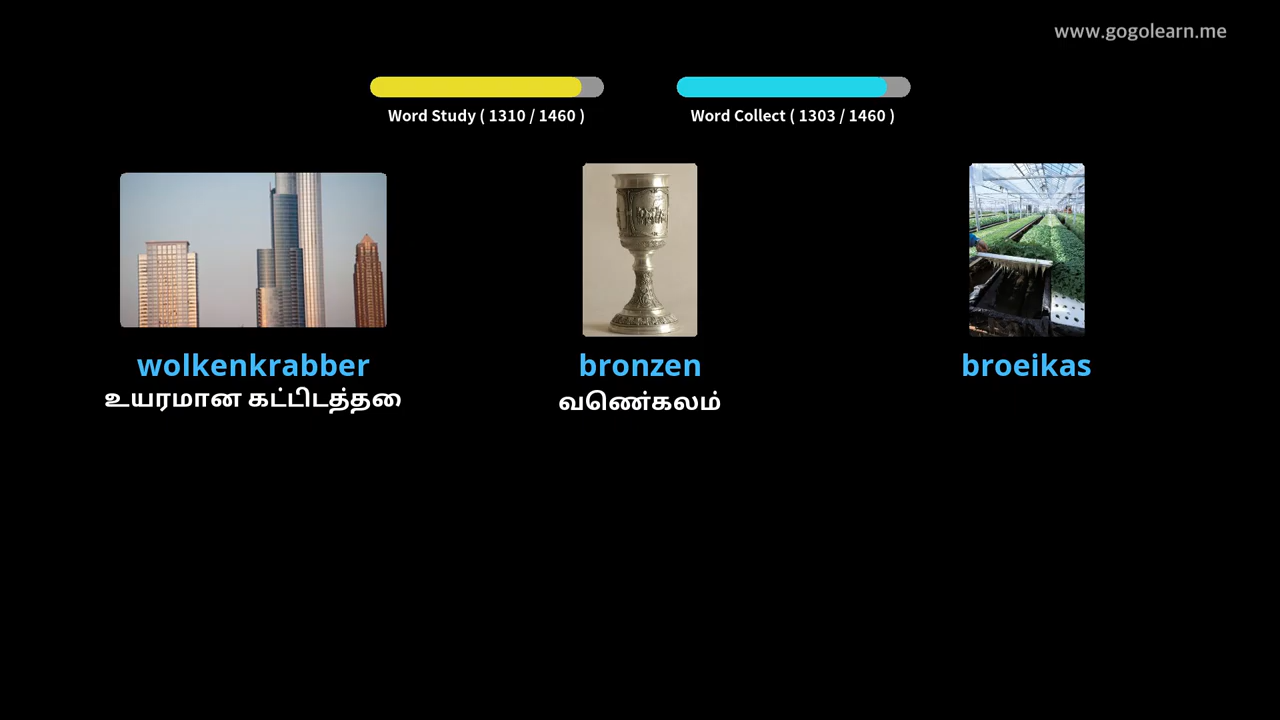 www.gogolearn.me
Word Study ( 1310 / 1460 )
Word Collect ( 1303 / 1460 )
wolkenkrabber
bronzen
broeikas
உயரமான கட்டிடத்தை
வெண்கலம்